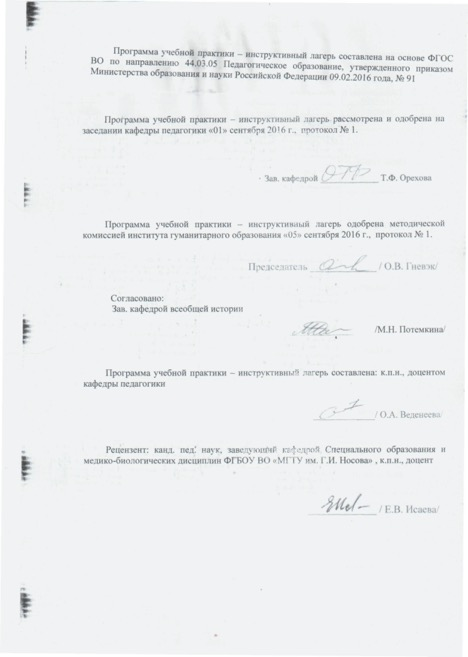 Программа учебной практики – инструктивный лагерь составлена на основе ФГОС
ВО по направлению 44.03.05 Педагогическое образование, утвержденного приказом
Министерства образования и науки Российской Федерации 09.02.2016 года, № 91
Программа учебной практики – инструктивный лагерь рассмотрена и одобрена на
заседании кафедры педагогики «01» сентября 2016 г., протокол № 1.
Зав. кафедрой Т.Ф. Орехова
Программа учебной практики – инструктивный лагерь одобрена методической
комиссией института гуманитарного образования «05» сентября 2016 г., протокол № 1.
Председатель / О.В. Гневэк/
Согласовано:
Зав. кафедрой всеобщей истории
/М.Н. Потемкина/
Программа учебной практики – инструктивный лагерь составлена: к.п.н., доцентом
кафедры педагогики
/ О.А. Веденеева/
Рецензент: канд. пед. наук, заведующий кафедрой Специального образования и
медико-биологических дисциплин ФГБОУ ВО «МГТУ им. Г.И. Носова» , к.п.н., доцент
/ Е.В. Исаева/